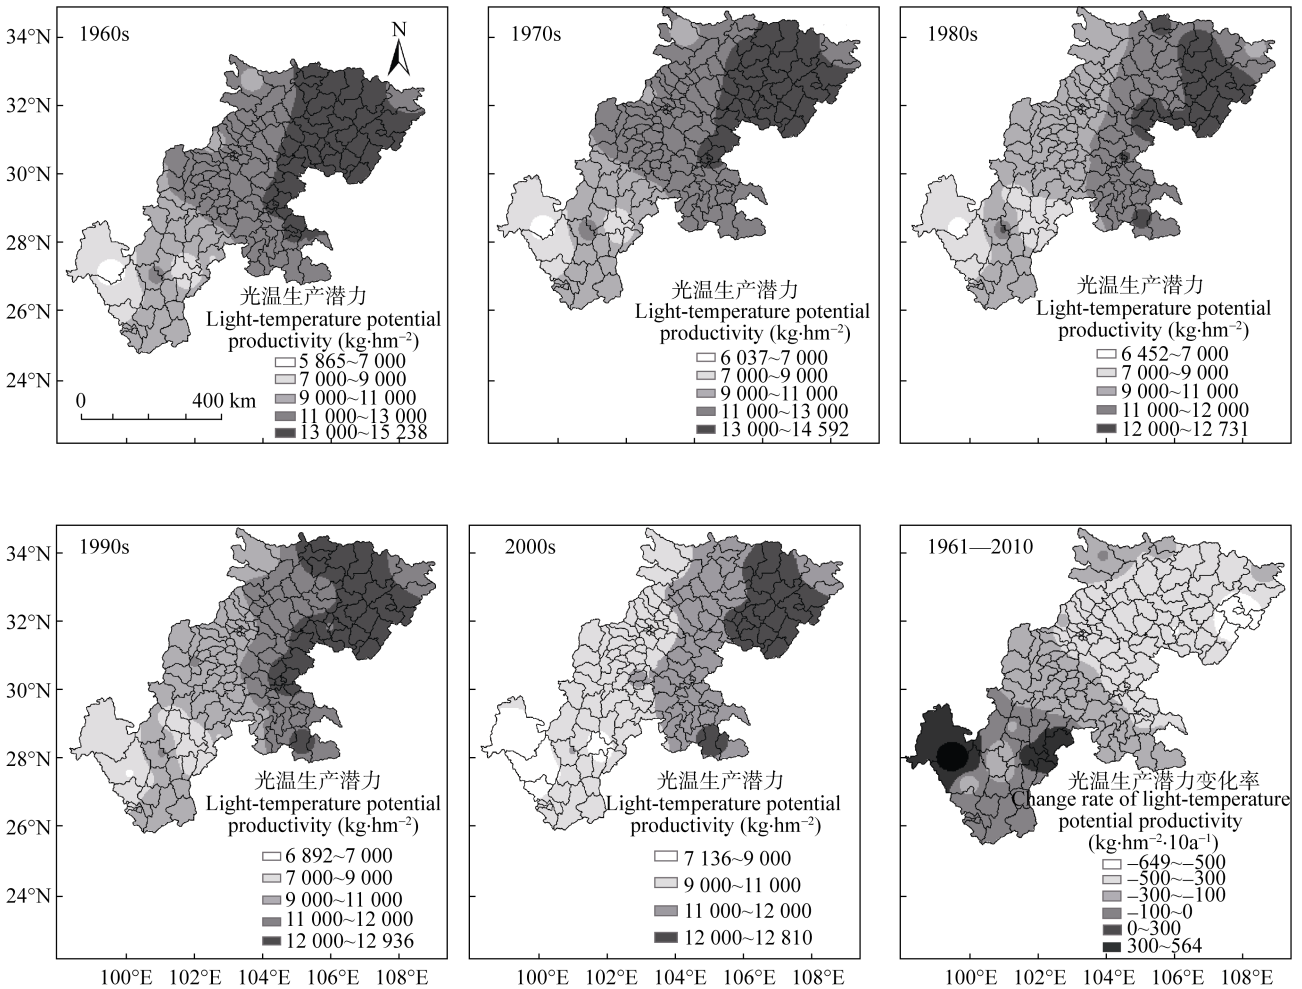 1960s
N
34°N
32°N
30°N
28°N
26°N
24°N
光温生产潜力
Light-temperature potential
productivity (kg·hm⁻²)
5 865~7 000
7 000~9 000
9 000~11 000
11 000~13 000
13 000~15 238
0 400 km
1970s
光温生产潜力
Light-temperature potential
productivity (kg·hm⁻²)
6 037~7 000
7 000~9 000
9 000~11 000
11 000~13 000
13 000~14 592
1980s
光温生产潜力
Light-temperature potential
productivity (kg·hm⁻²)
6 452~7 000
7 000~9 000
9 000~11 000
11 000~12 000
12 000~12 731
1990s
34°N
32°N
30°N
28°N
26°N
24°N
光温生产潜力
Light-temperature potential
productivity (kg·hm⁻²)
6 892~7 000
7 000~9 000
9 000~11 000
11 000~12 000
12 000~12 936
100°E 102°E 104°E 106°E 108°E
2000s
光温生产潜力
Light-temperature potential
productivity (kg·hm⁻²)
7 136~9 000
9 000~11 000
11 000~12 000
12 000~12 810
100°E 102°E 104°E 106°E 108°E
1961—2010
光温生产潜力变化率
Change rate of light-temperature
potential productivity
(kg·hm⁻²·10a⁻¹)
–649~–500
–500~–300
–300~–100
–100~0
0~300
300~564
100°E 102°E 104°E 106°E 108°E